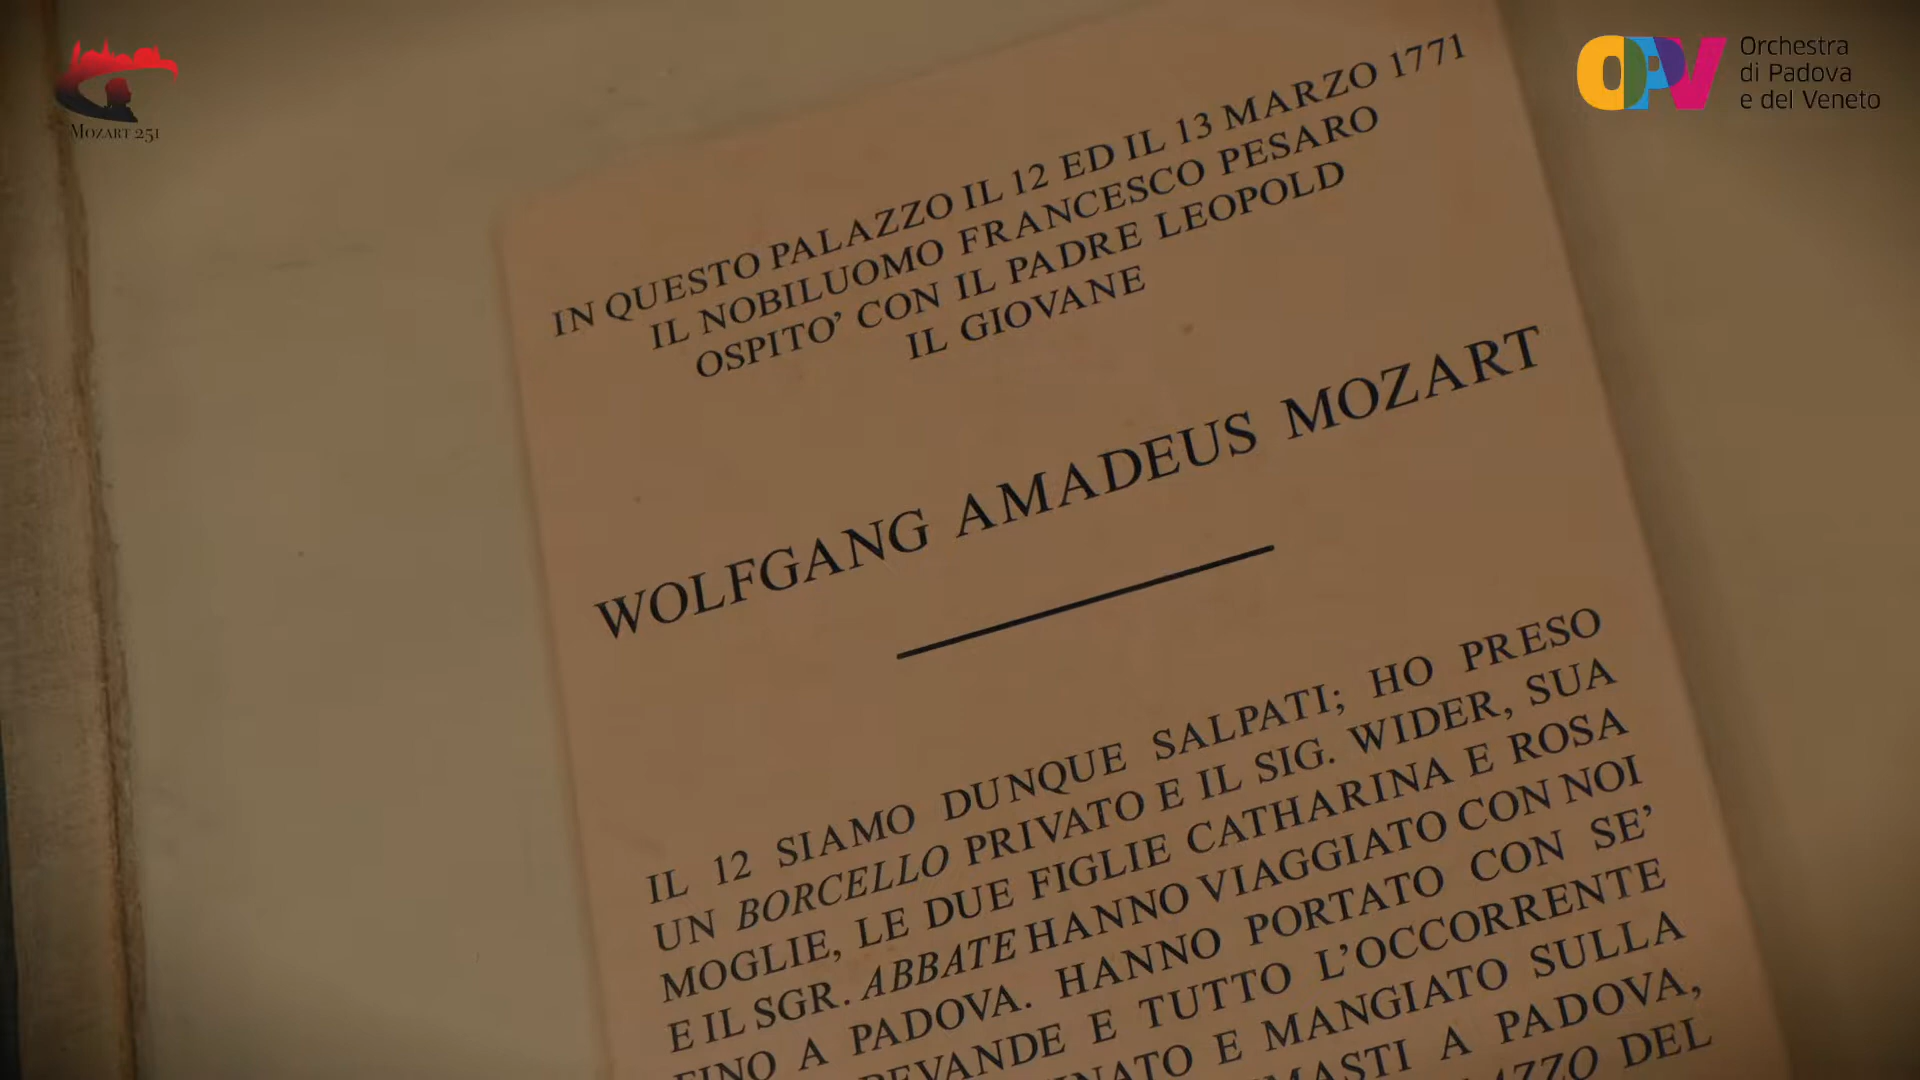 MOZART 251
Orchestra
di Padova
e del Veneto
OPV
IN QUESTO PALAZZO IL 12 ED IL 13 MARZO 1771
IL NOBILUOMO FRANCESCO PESARO
OSPITO' CON IL PADRE LEOPOLD
IL GIOVANE
WOLFGANG AMADEUS MOZART
IL 12 SIAMO DUNQUE SALPATI; HO PRESO
UN BORCELLO PRIVATO E IL SIG. WIDER, SUA
MOGLIE, LE DUE FIGLIE CATHARINA E ROSA
E IL SGR. ABBATE HANNO VIAGGIATO CON NOI
FINO A PADOVA. HANNO PORTATO CON SE'
E TUTTO L'OCCORRENTE
E MANGIATO SULLA
A PADOVA,
DEL